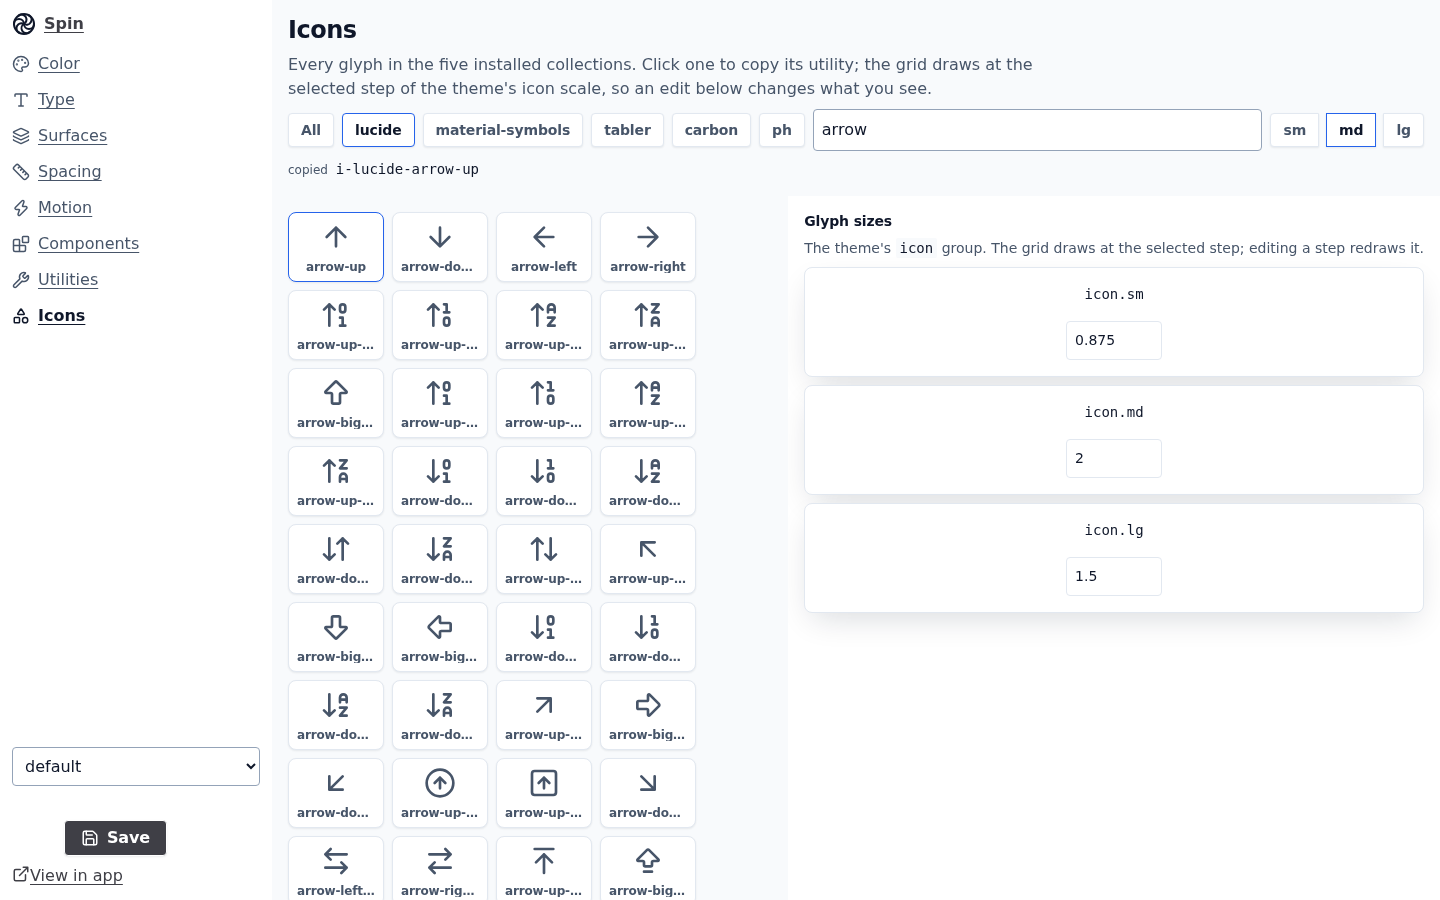 Spin
Color
Type
Surfaces
Spacing
Motion
Components
Utilities
Icons
default
Save
View in app
Icons
Every glyph in the five installed collections. Click one to copy its utility; the grid draws at the
selected step of the theme's icon scale, so an edit below changes what you see.
All lucide material-symbols tabler carbon ph arrow sm md lg
copied i-lucide-arrow-up
arrow-up arrow-do... arrow-left arrow-right
arrow-up-... arrow-up-... arrow-up-... arrow-up-...
arrow-big... arrow-up-... arrow-up-... arrow-up-...
arrow-up-... arrow-do... arrow-do... arrow-do...
arrow-do... arrow-do... arrow-up-... arrow-up-...
arrow-big... arrow-big... arrow-do... arrow-do...
arrow-do... arrow-do... arrow-up-... arrow-big...
arrow-do... arrow-up-... arrow-up-... arrow-do...
arrow-left... arrow-rig... arrow-up-... arrow-big...
Glyph sizes
The theme's icon group. The grid draws at the selected step; editing a step redraws it.
icon.sm
0.875
icon.md
2
icon.lg
1.5